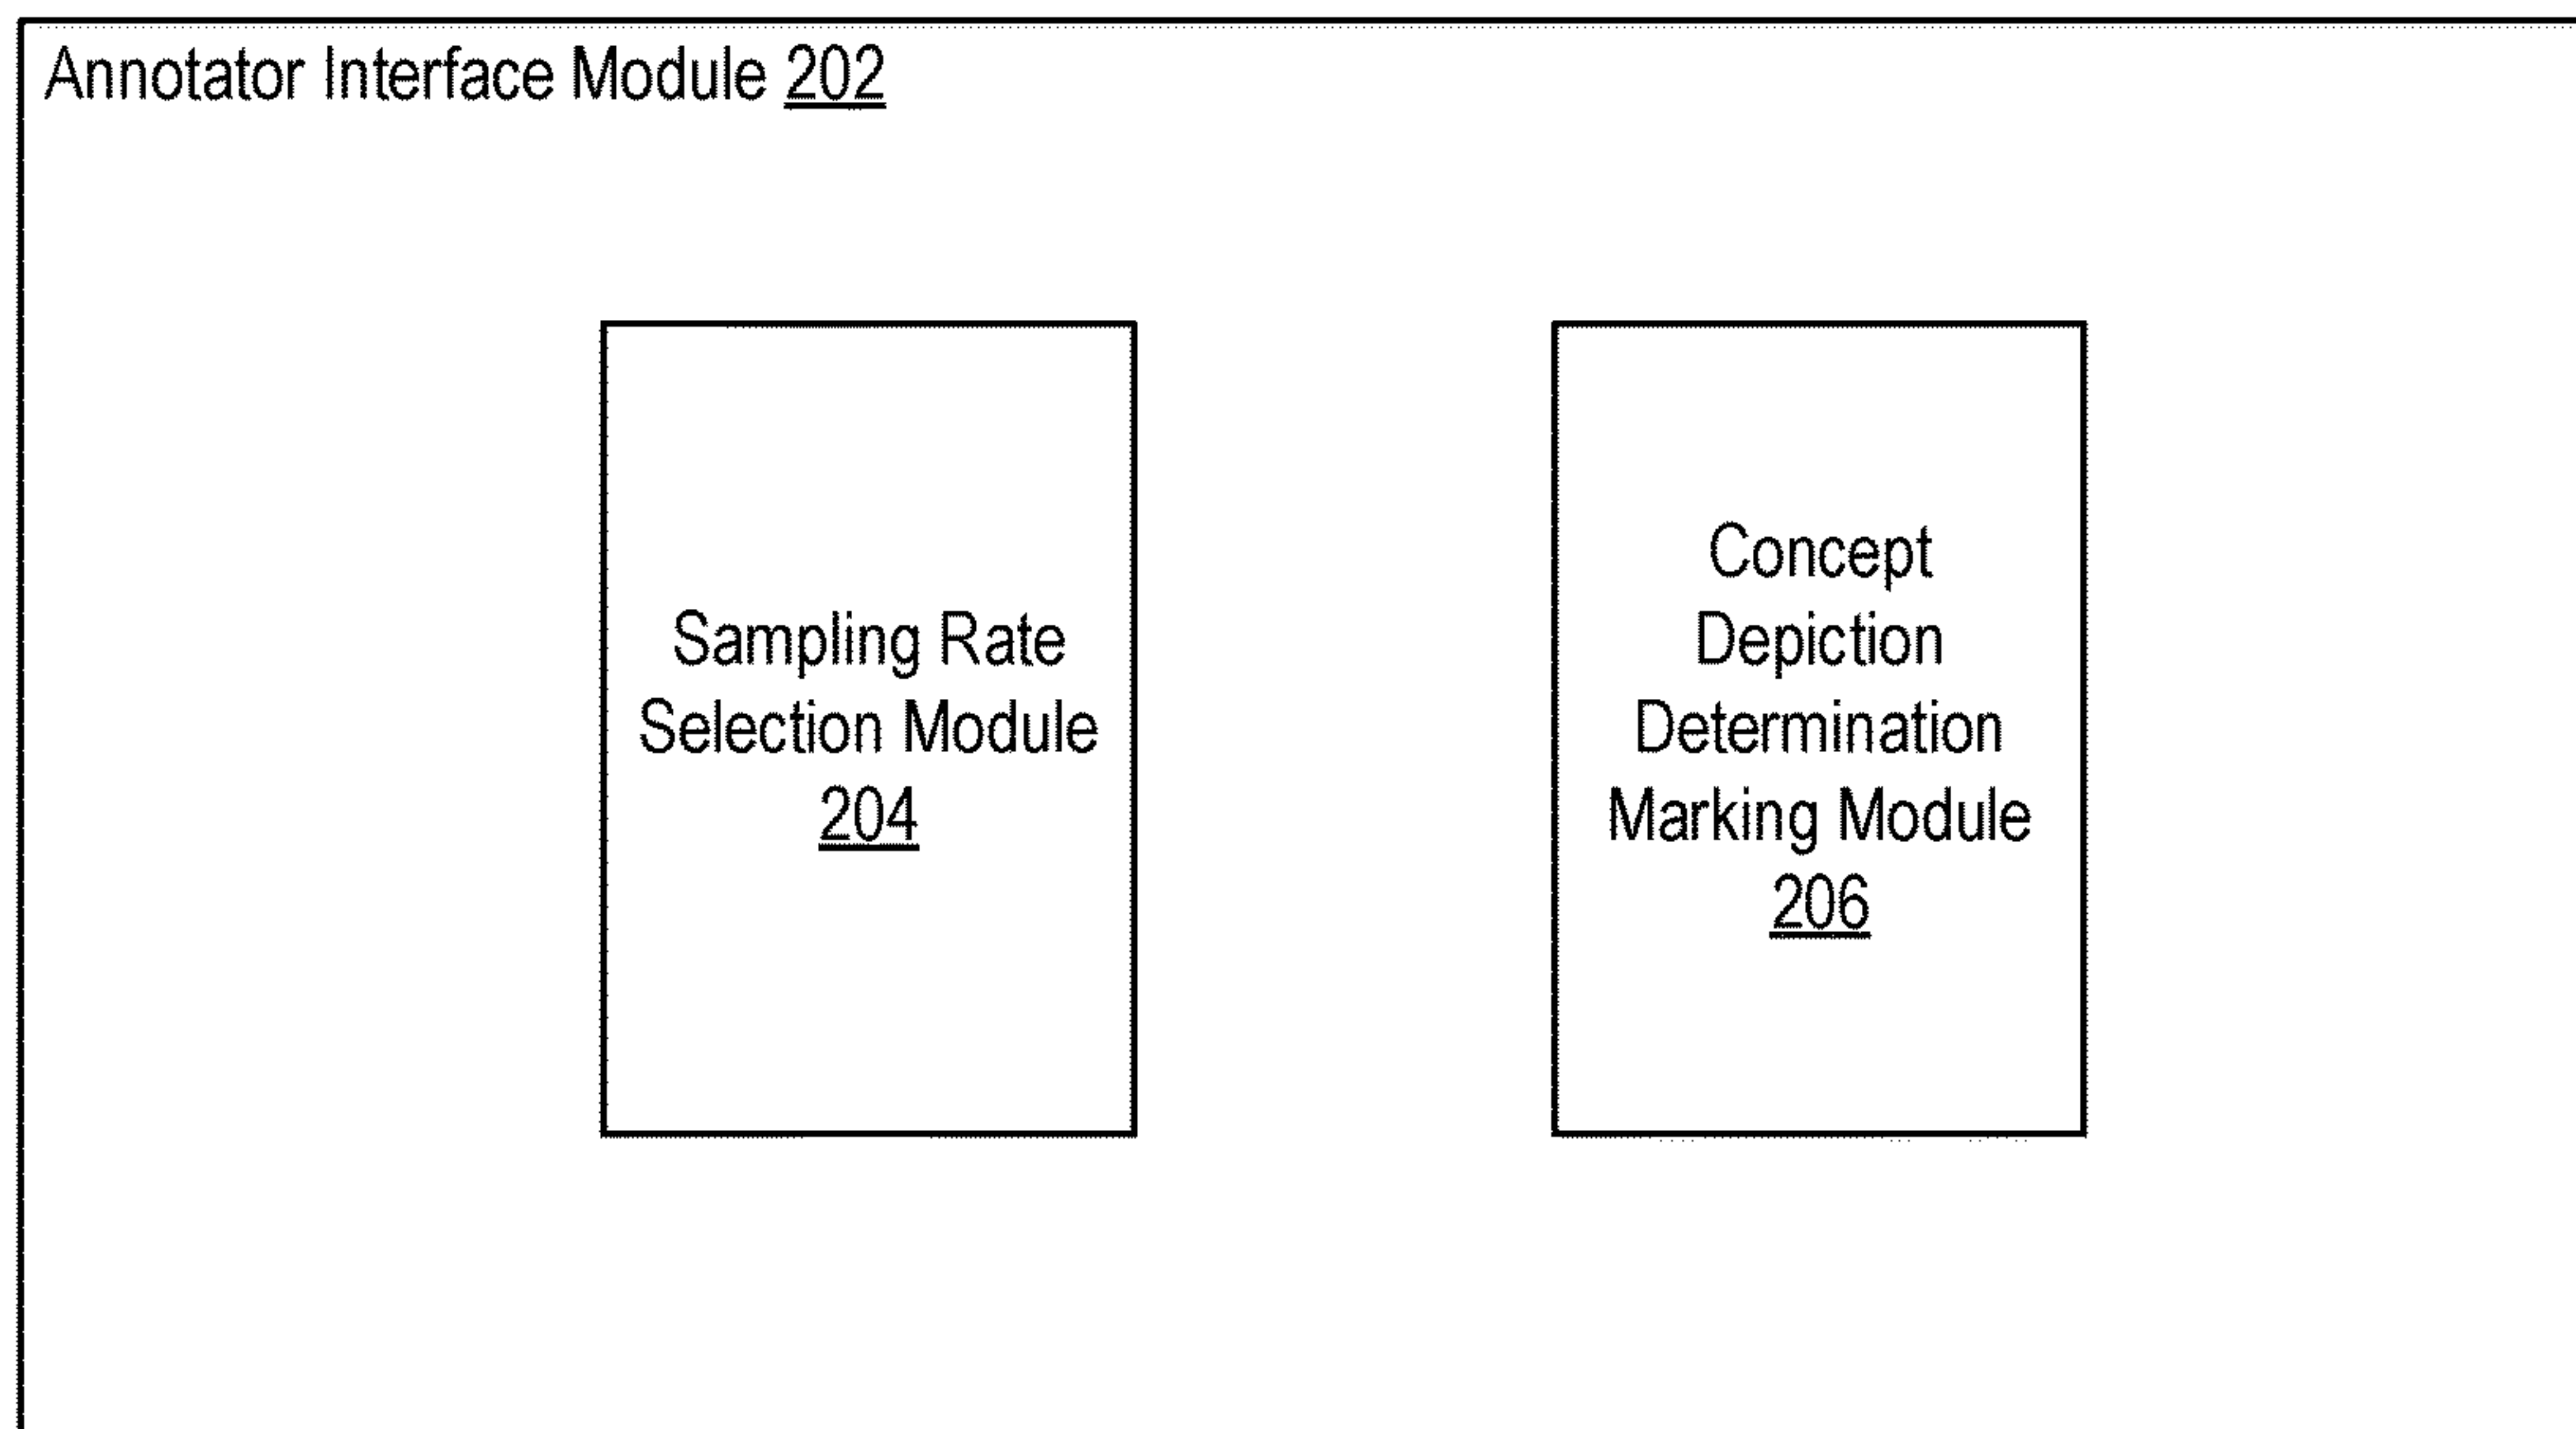 Annotator Interface Module 202
Sampling Rate
Selection Module
204
Concept
Depiction
Determination
Marking Module
206